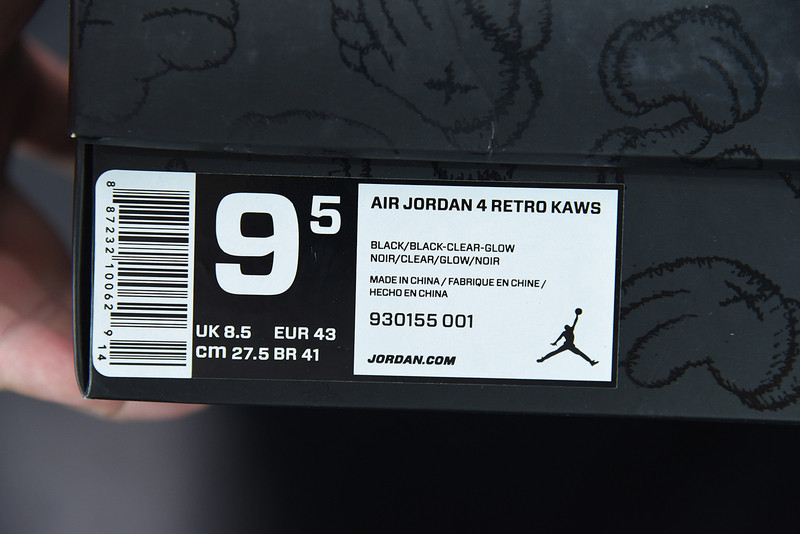 8 87232 10062 9 14
9 5
UK 8.5 EUR 43
cm 27.5 BR 41
AIR JORDAN 4 RETRO KAWS
BLACK/BLACK-CLEAR-GLOW
NOIR/CLEAR/GLOW/NOIR
MADE IN CHINA / FABRIQUE EN CHINE /
HECHO EN CHINA
930155 001
JORDAN.COM